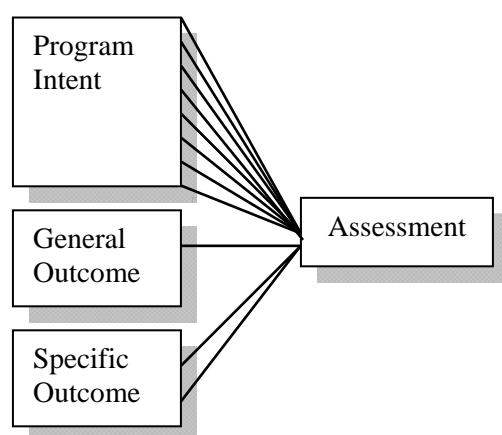 Program
Intent
Assessment
General
Outcome
Specific
Outcome